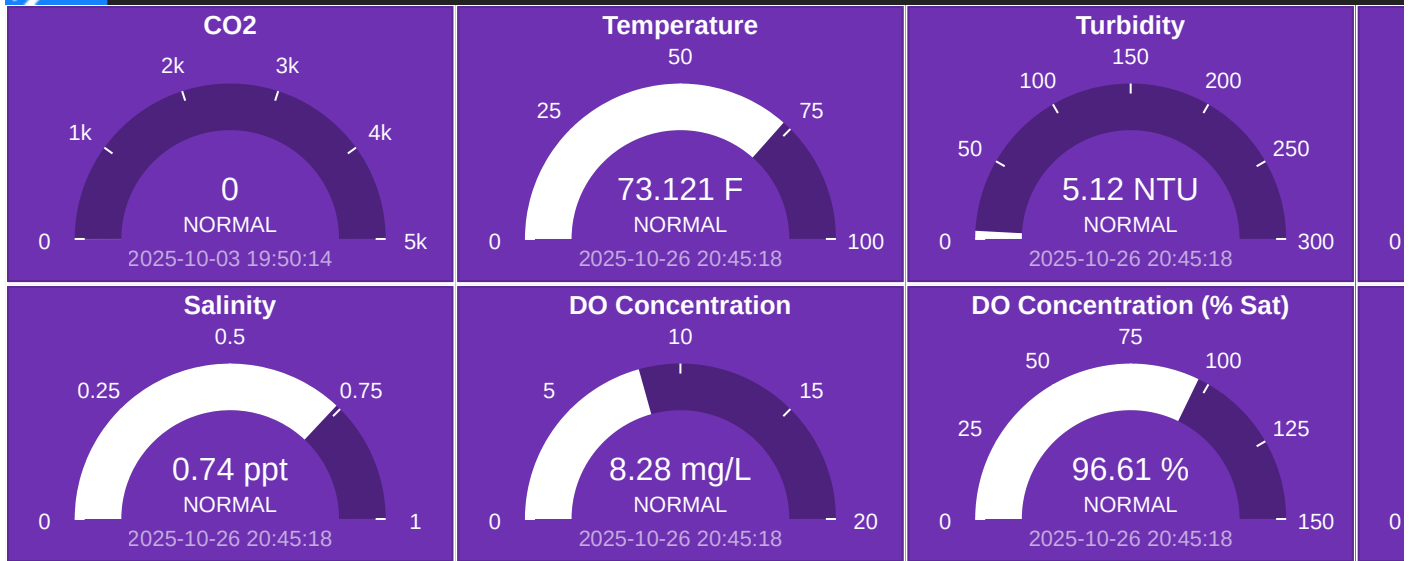 CO2
2k
3k
1k
4k
0
NORMAL
0
5k
2025-10-03 19:50:14
Temperature
50
25
75
73.121 F
NORMAL
0
100
2025-10-26 20:45:18
Turbidity
150
100
200
50
250
5.12 NTU
NORMAL
0
300
2025-10-26 20:45:18
0
Salinity
0.5
0.25
0.75
0.74 ppt
NORMAL
0
1
2025-10-26 20:45:18
DO Concentration
10
5
15
8.28 mg/L
NORMAL
0
20
2025-10-26 20:45:18
DO Concentration (% Sat)
75
50
100
25
125
96.61 %
NORMAL
0
150
2025-10-26 20:45:18
0